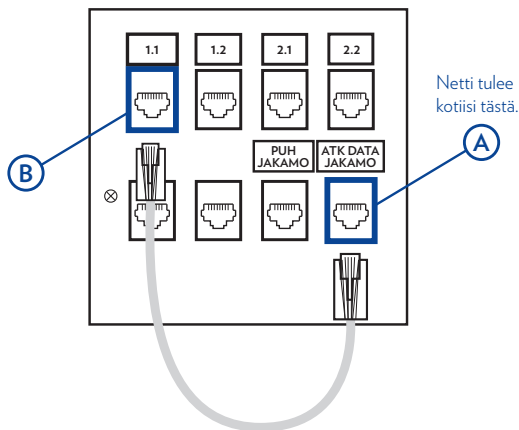 1.1 1.2 2.1 2.2
Netti tulee
kotiisi tästä.
A
PUH ATK DATA
JAKAMO JAKAMO
B